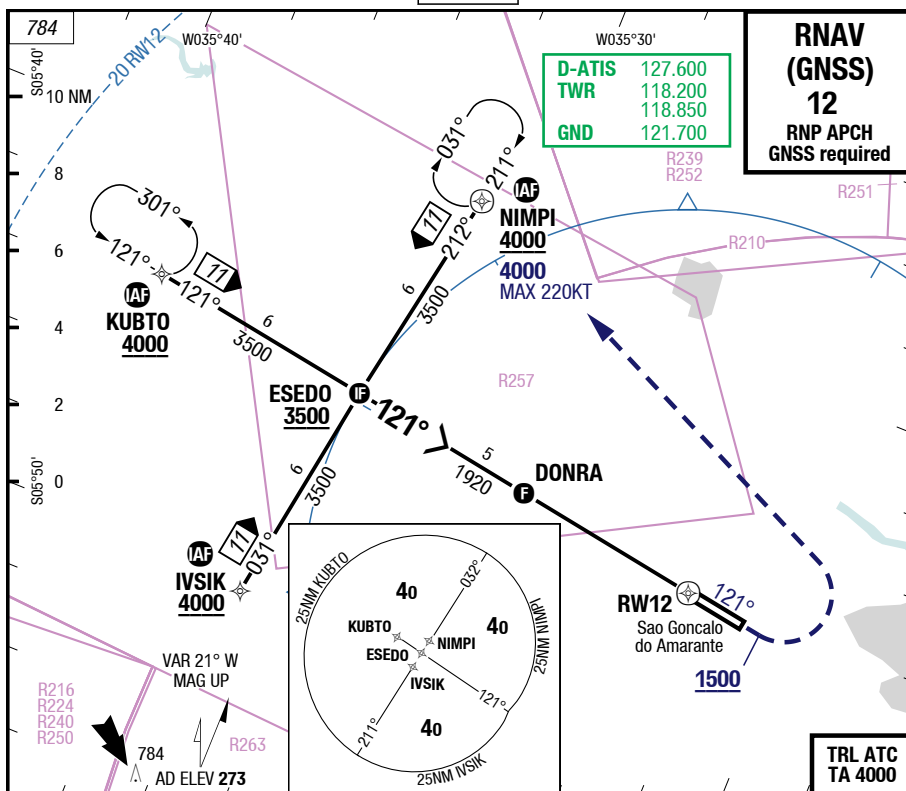 784
20 RW12
W035°40'
W035°30'
S05°40'
S05°50'
10 NM
8
6
4
2
0
RNAV
(GNSS)
12
RNP APCH
GNSS required
D-ATIS 127.600
TWR 118.200
118.850
GND 121.700
R239
R252
R251
R210
R257
031°
211°
IAF
NIMPI
4000
4000
MAX 220KT
11
212°
6
3500
301°
121°
11
121°
IAF
KUBTO
4000
6
3500
ESEDO
3500
IF
121°
5
1920
DONRA
F
6
3500
11
031°
IAF
IVSIK
4000
RW12
121°
Sao Goncalo
do Amarante
1500
25NM KUBTO
25NM NIMPI
25NM IVSIK
40
40
40
032°
121°
211°
KUBTO
NIMPI
ESEDO
IVSIK
VAR 21° W
MAG UP
R216
R224
R240
R250
R263
784
AD ELEV 273
TRL ATC
TA 4000